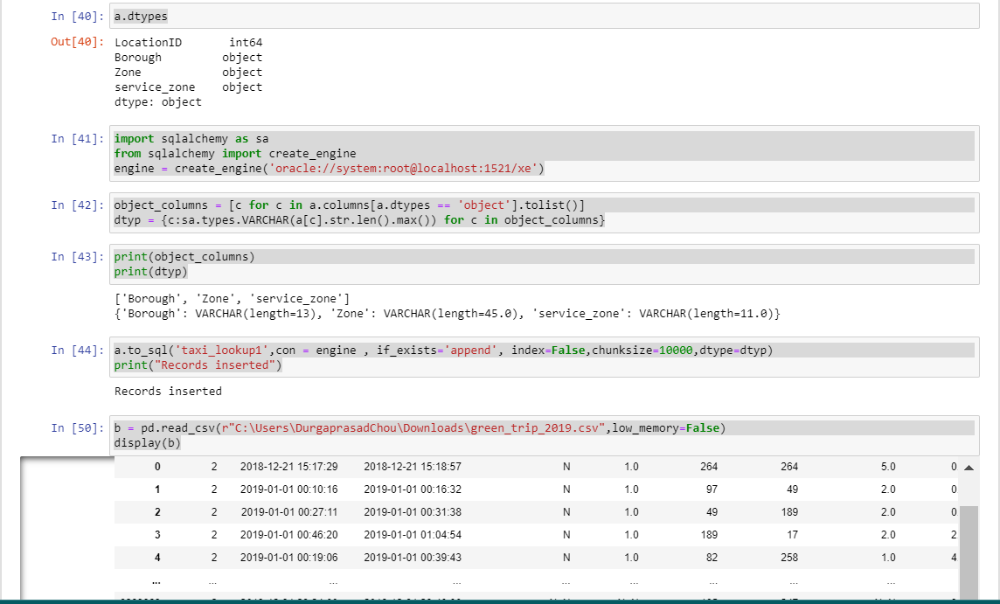 In [40]: a.dtypes
Out[40]: LocationID int64
Borough object
Zone object
service_zone object
dtype: object
In [41]: import sqlalchemy as sa
from sqlalchemy import create_engine
engine = create_engine('oracle://system:root@localhost:1521/xe')
In [42]: object_columns = [c for c in a.columns[a.dtypes == 'object'].tolist()]
dtyp = {c:sa.types.VARCHAR(a[c].str.len().max()) for c in object_columns}
In [43]: print(object_columns)
print(dtyp)
['Borough', 'Zone', 'service_zone']
{'Borough': VARCHAR(length=13), 'Zone': VARCHAR(length=45.0), 'service_zone': VARCHAR(length=11.0)}
In [44]: a.to_sql('taxi_lookup1',con = engine , if_exists='append', index=False,chunksize=10000,dtype=dtyp)
print("Records inserted")
Records inserted
In [50]: b = pd.read_csv(r"C:\Users\DurgaprasadChou\Downloads\green_trip_2019.csv",low_memory=False)
display(b)
0 2 2018-12-21 15:17:29 2018-12-21 15:18:57 N 1.0 264 264 5.0 0
1 2 2019-01-01 00:10:16 2019-01-01 00:16:32 N 1.0 97 49 2.0 0
2 2 2019-01-01 00:27:11 2019-01-01 00:31:38 N 1.0 49 189 2.0 0
3 2 2019-01-01 00:46:20 2019-01-01 01:04:54 N 1.0 189 17 2.0 2
4 2 2019-01-01 00:19:06 2019-01-01 00:39:43 N 1.0 82 258 1.0 4
... ... ... ... ... ... ... ... ...